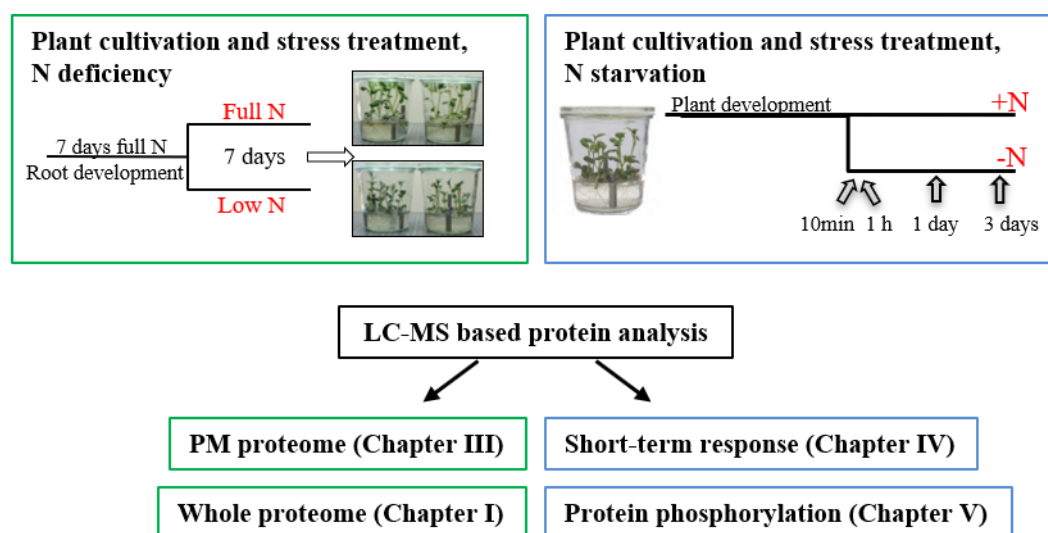 Plant cultivation and stress treatment,
N deficiency
Full N
7 days full N
7 days
Root development
Low N
Plant cultivation and stress treatment,
N starvation
Plant development
+N
-N
10min 1 h 1 day 3 days
LC-MS based protein analysis
PM proteome (Chapter III)
Short-term response (Chapter IV)
Whole proteome (Chapter I)
Protein phosphorylation (Chapter V)